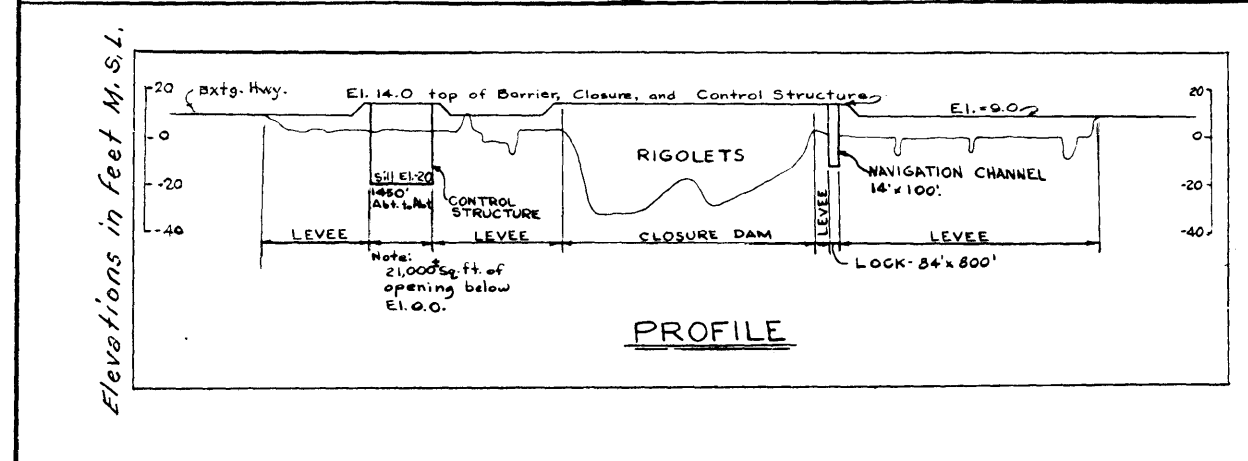 Elevations in feet M.S.L.
20
Extg. Hwy.
El. 14.0 top of Barrier, Closure, and Control Structure
El.=9.0
20
0
0
RIGOLETS
NAVIGATION CHANNEL
14'x100'.
-20
Sill El.-20
-20
1450'
Abt. to Abt
CONTROL
STRUCTURE
-40
-40
LEVEE
LEVEE
CLOSURE DAM
LEVEE
LEVEE
Note:
21,000± Sq. ft. of
opening below
El. 0.0.
LOCK - 84'x800'
PROFILE